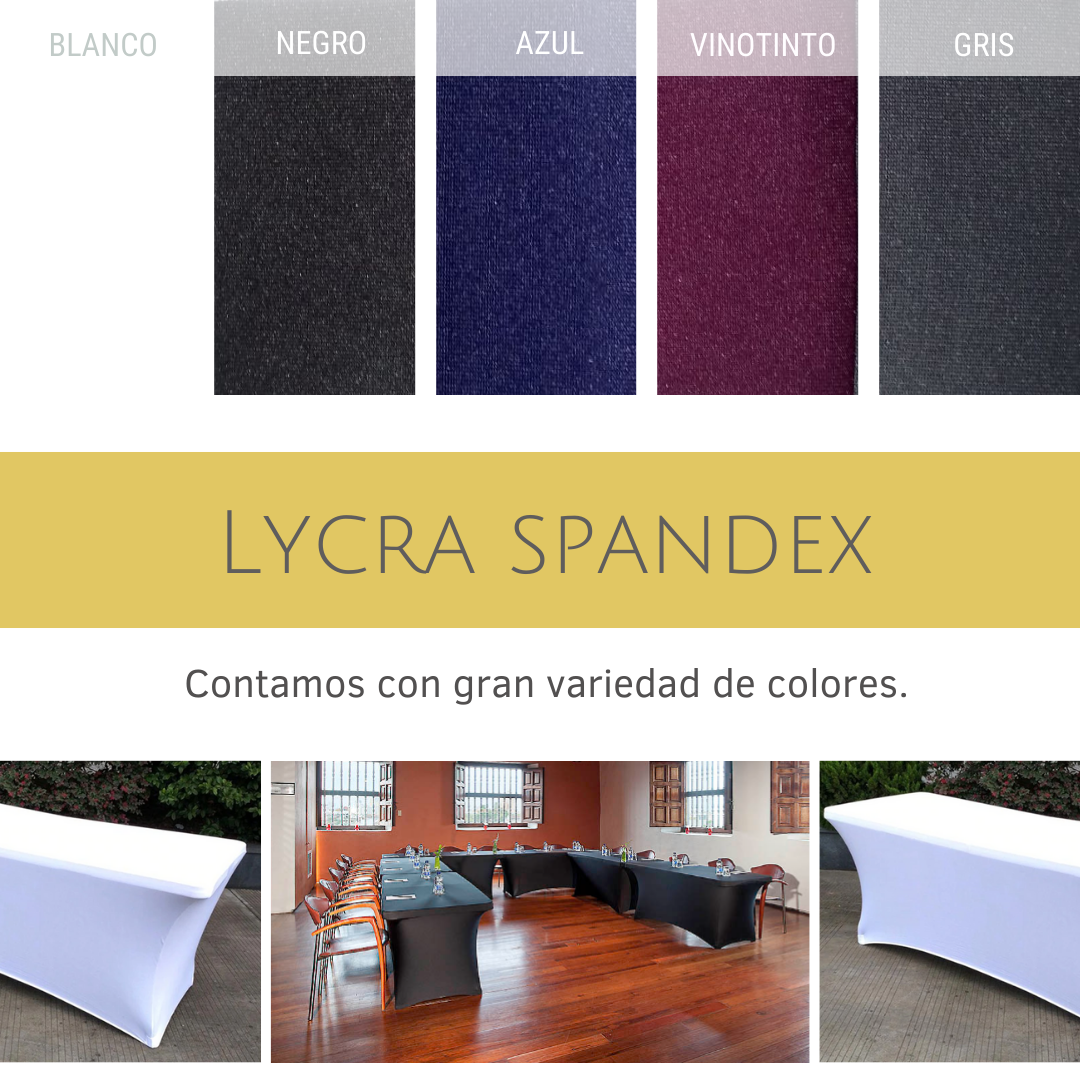 BLANCO
NEGRO
AZUL
VINOTINTO
GRIS
LYCRA SPANDEX
Contamos con gran variedad de colores.